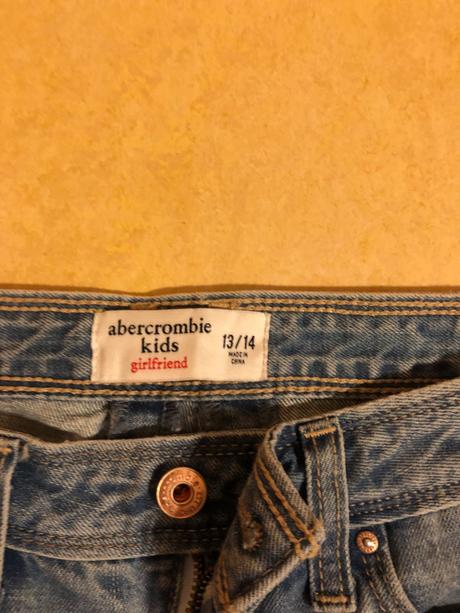 abercrombie
kids
girlfriend
13/14
MADE IN
CHINA